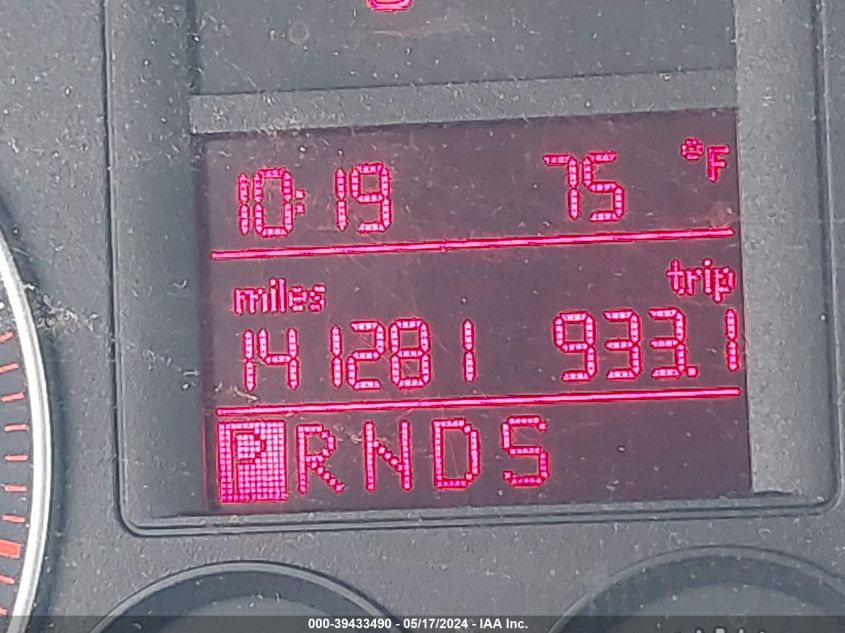 10:19 75 °F
miles trip
141281 933.1
PRNDS
000-39433490 - 05/17/2024 - IAA Inc.